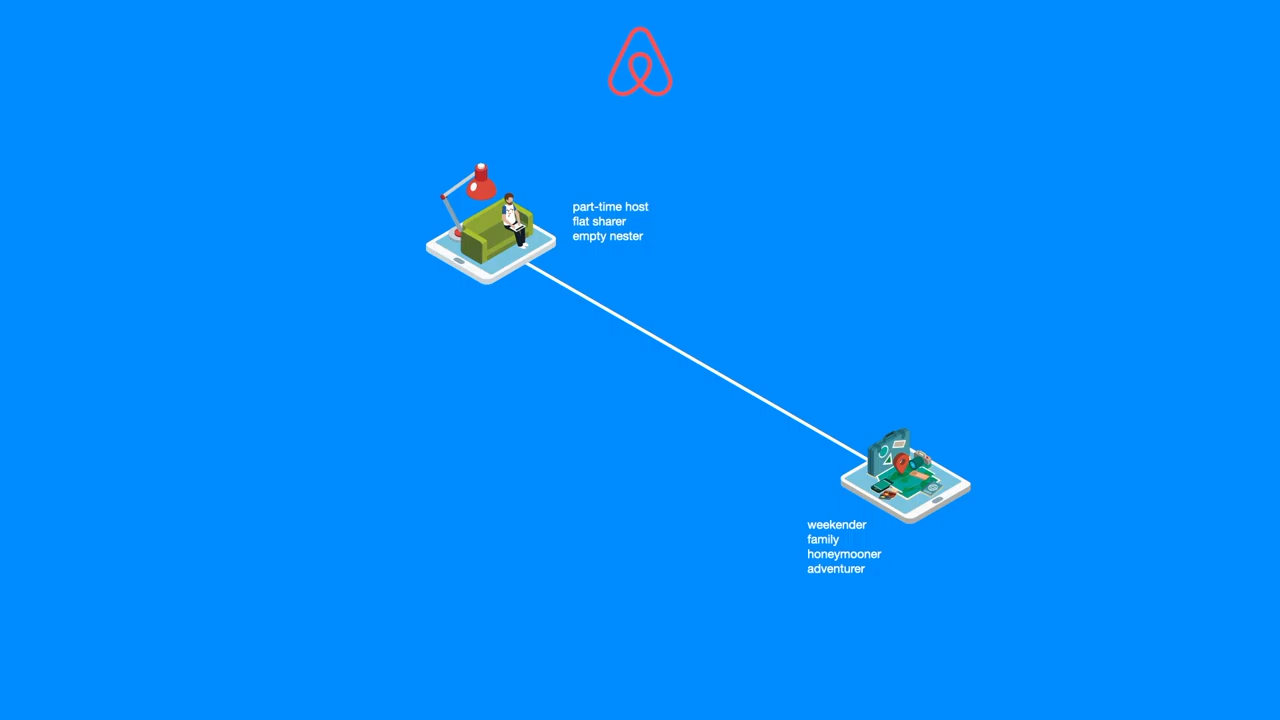 part-time host
flat sharer
empty nester
weekender
family
honeymooner
adventurer